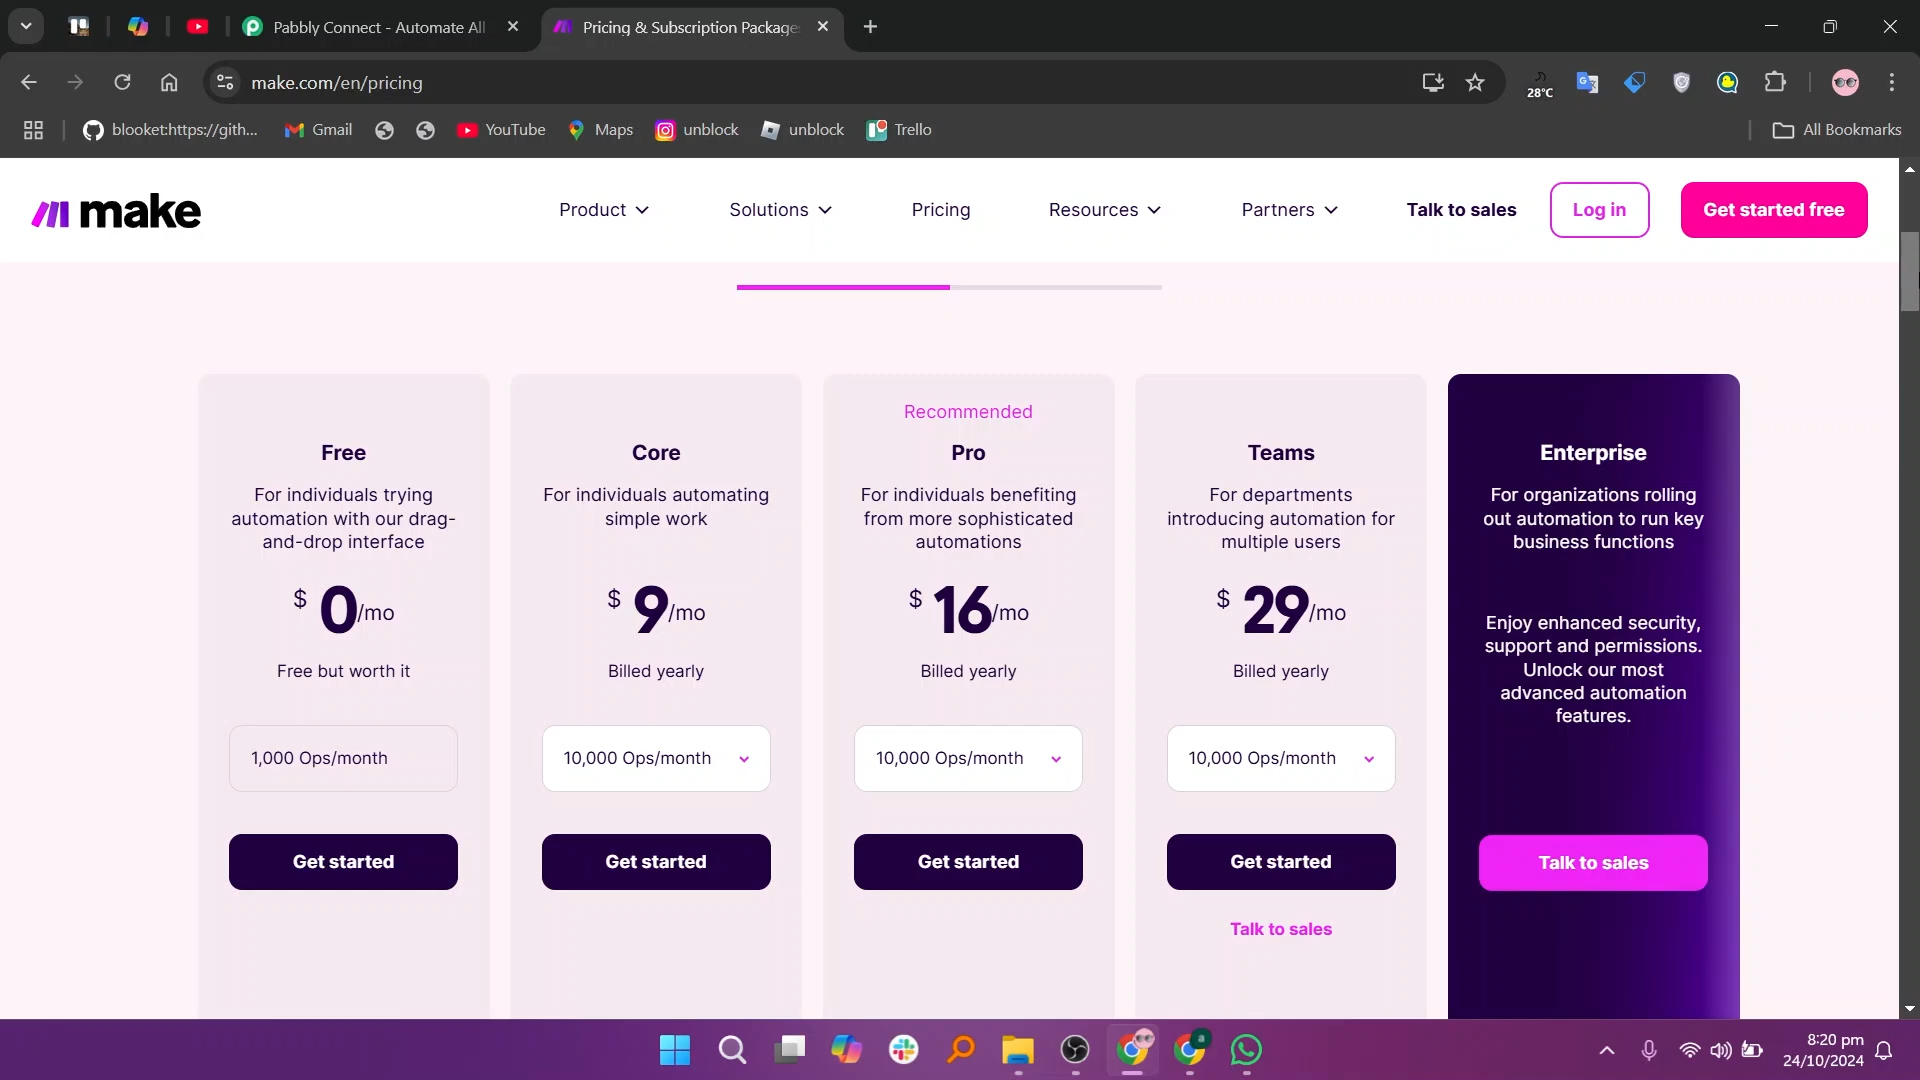 Pabbly Connect - Automate All
Pricing & Subscription Package
make.com/en/pricing
28°C
blooket:https://gith...
Gmail
YouTube
Maps
unblock
unblock
Trello
All Bookmarks
make
Product
Solutions
Pricing
Resources
Partners
Talk to sales
Log in
Get started free
Free
For individuals trying
automation with our drag-
and-drop interface
$ 0/mo
Free but worth it
1,000 Ops/month
Get started
Core
For individuals automating
simple work
$ 9/mo
Billed yearly
10,000 Ops/month
Get started
Recommended
Pro
For individuals benefiting
from more sophisticated
automations
$ 16/mo
Billed yearly
10,000 Ops/month
Get started
Teams
For departments
introducing automation for
multiple users
$ 29/mo
Billed yearly
10,000 Ops/month
Get started
Talk to sales
Enterprise
For organizations rolling
out automation to run key
business functions
Enjoy enhanced security,
support and permissions.
Unlock our most
advanced automation
features.
Talk to sales
8:20 pm
24/10/2024